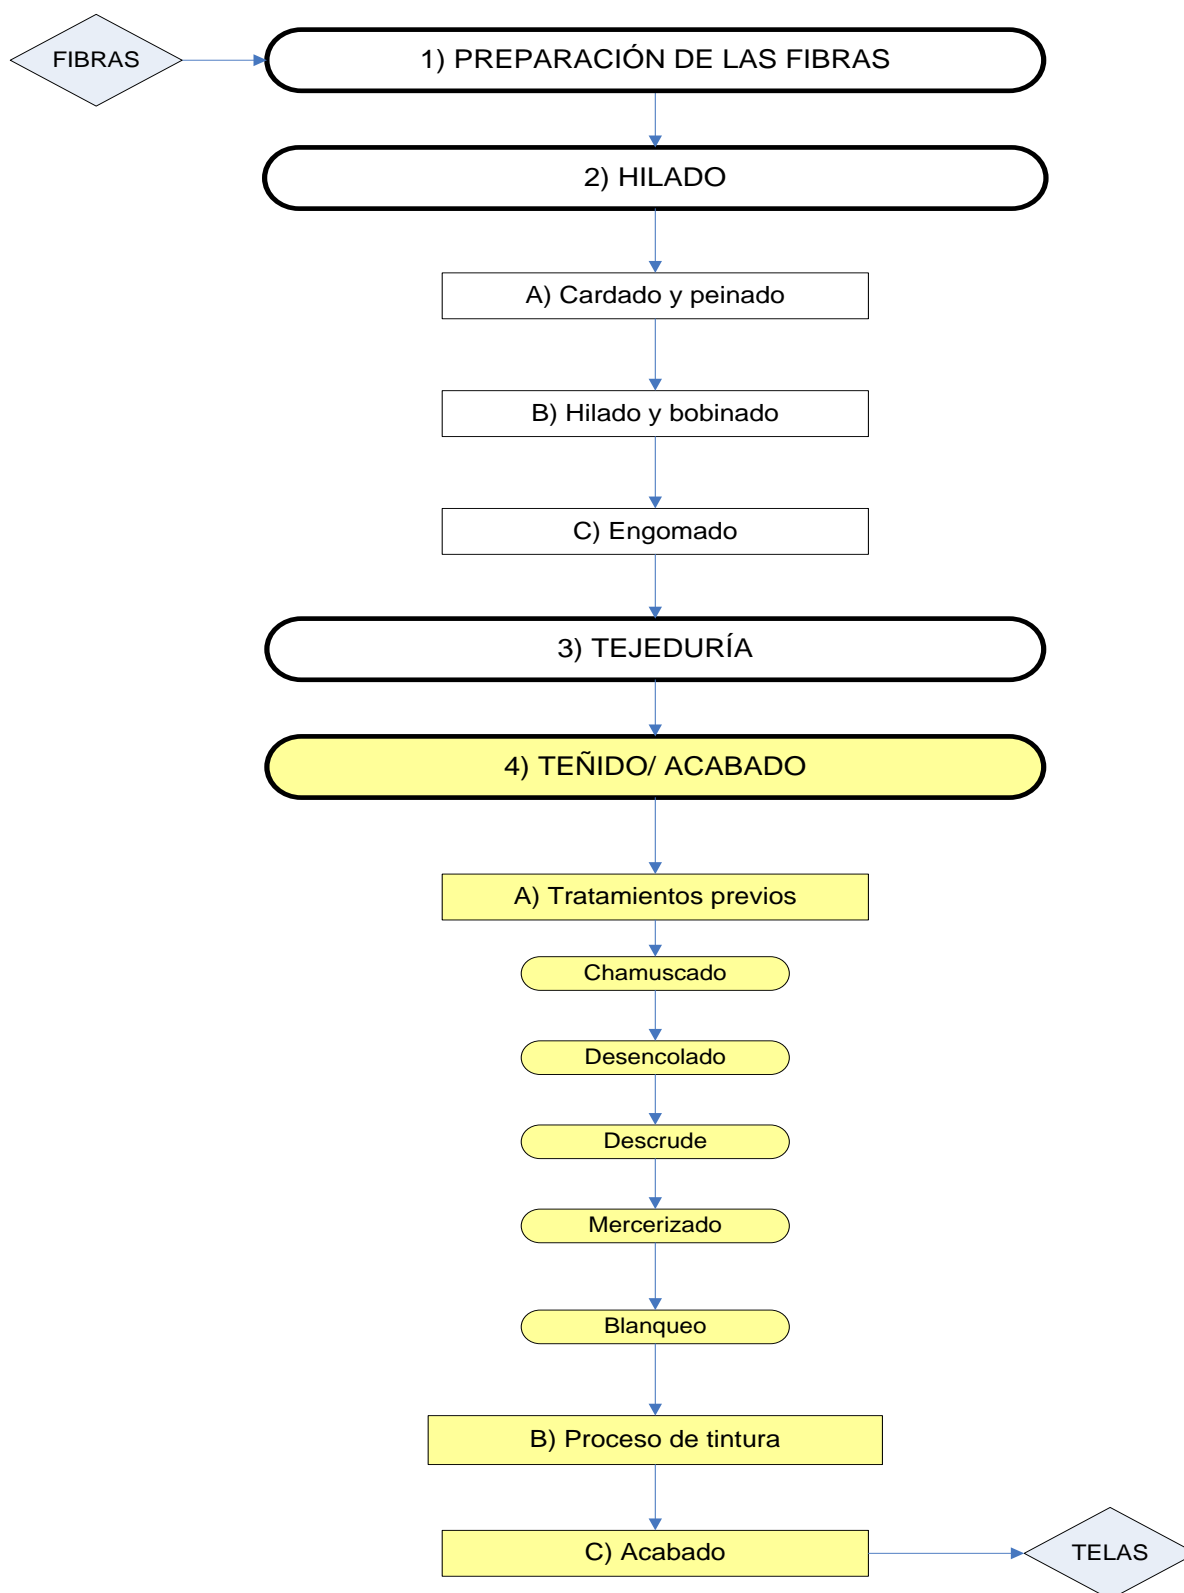 FIBRAS
1) PREPARACIÓN DE LAS FIBRAS
2) HILADO
A) Cardado y peinado
B) Hilado y bobinado
C) Engomado
3) TEJEDURÍA
4) TEÑIDO/ ACABADO
A) Tratamientos previos
Chamuscado
Desencolado
Descrude
Mercerizado
Blanqueo
B) Proceso de tintura
C) Acabado
TELAS